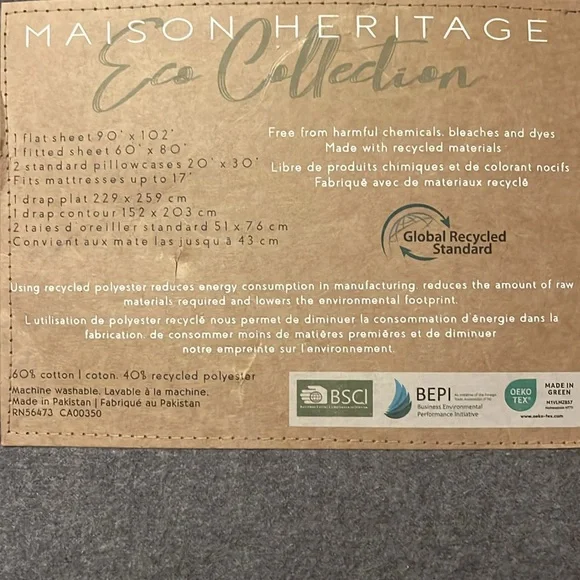 MAISON HERITAGE
Eco Collection
1 flat sheet 90" x 102"
1 fitted sheet 60" x 80"
2 standard pillowcases 20" x 30"
Fits mattresses up to 17"
1 drap plat 229 x 259 cm
1 drap contour 152 x 203 cm
2 taies d'oreiller standard 51 x 76 cm
Convient aux mate las jusqu à 43 cm
Free from harmful chemicals, bleaches and dyes
Made with recycled materials
Libre de produits chimiques et de colorant nocifs
Fabriqué avec de materiaux recyclé
Global Recycled
Standard
Using recycled polyester reduces energy consumption in manufacturing, reduces the amount of raw
materials required and lowers the environmental footprint.
L utilisation de polyester recyclé nous permet de diminuer la consommation d'énergie dans la
fabrication, de consommer moins de matières premières et de diminuer
notre empreinte sur l'environnement.
60% cotton | coton, 40% recycled polyester
Machine washable. Lavable à la machine.
Made in Pakistan | Fabriqué au Pakistan
RN56473 CA00350
BSCI
BEPI
Business Environmental
Performance Initiative
OEKO
TEX®
MADE IN
GREEN
www.oeko-tex.com